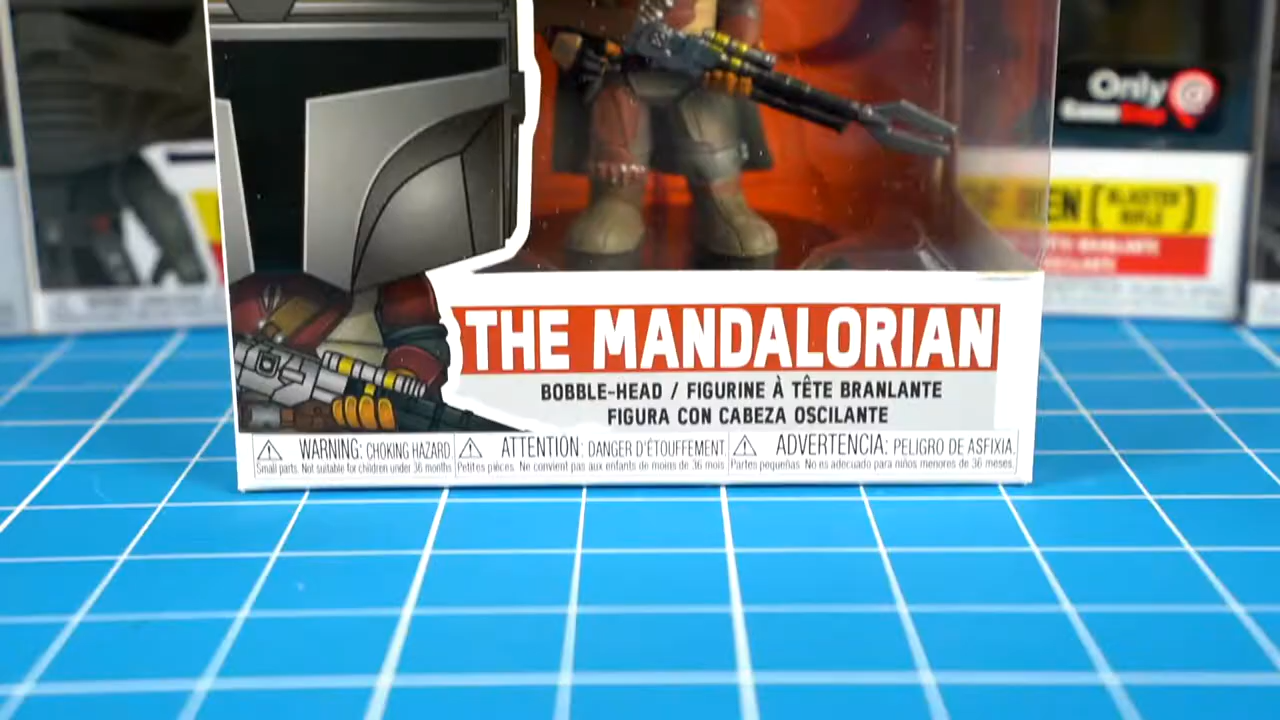 Only @
GameStop
EN (BLASTER
RIFLE)
THE MANDALORIAN
BOBBLE-HEAD / FIGURINE À TÊTE BRANLANTE
FIGURA CON CABEZA OSCILANTE
WARNING: CHOKING HAZARD
Small parts. Not suitable for children under 36 months
ATTENTION: DANGER D'ÉTOUFFEMENT.
Petites pièces. Ne convient pas aux enfants de moins de 36 mois
ADVERTENCIA: PELIGRO DE ASFIXIA.
Partes pequeñas. No es adecuado para niños menores de 36 meses.